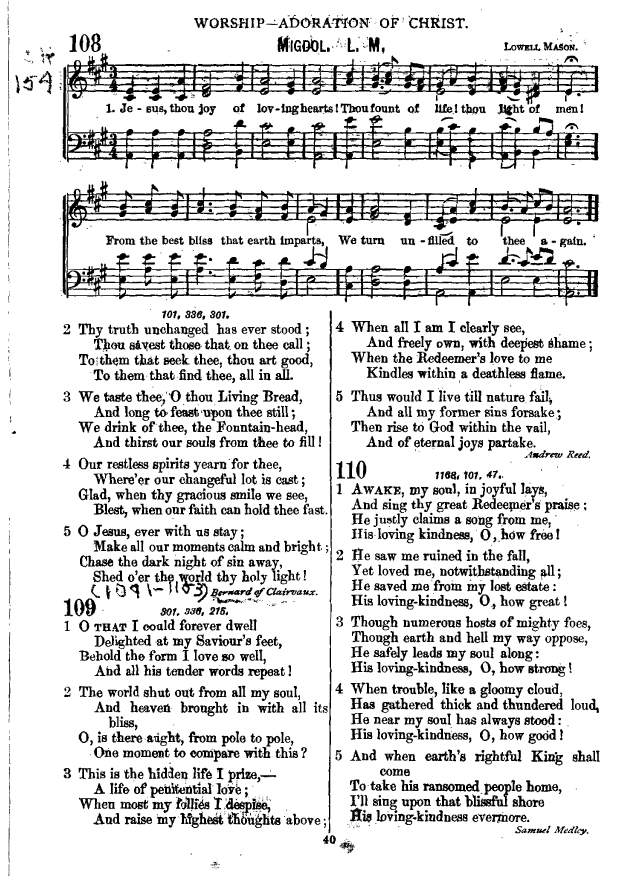 WORSHIP—ADORATION OF CHRIST.
108 MIGDOL. L. M. LOWELL MASON.
154
1. Je - sus, thou joy of lov - ing hearts! Thou fount of life! thou light of men!
From the best bliss that earth imparts, We turn un - filled to thee a - gain.
101, 336, 301.
2 Thy truth unchanged has ever stood;
Thou savest those that on thee call;
To them that seek thee, thou art good,
To them that find thee, all in all.
3 We taste thee, O thou Living Bread,
And long to feast upon thee still;
We drink of thee, the Fountain-head,
And thirst our souls from thee to fill!
4 Our restless spirits yearn for thee,
Where'er our changeful lot is cast;
Glad, when thy gracious smile we see,
Blest, when our faith can hold thee fast.
5 O Jesus, ever with us stay;
Make all our moments calm and bright;
Chase the dark night of sin away,
Shed o'er the world thy holy light!
(1091-1153) Bernard of Clairvaux.
109 301, 336, 215.
1 O THAT I could forever dwell
Delighted at my Saviour's feet,
Behold the form I love so well,
And all his tender words repeat!
2 The world shut out from all my soul,
And heaven brought in with all its
bliss,
O, is there aught, from pole to pole,
One moment to compare with this?
3 This is the hidden life I prize,—
A life of penitential love;
When most my follies I despise,
And raise my highest thoughts above;
4 When all I am I clearly see,
And freely own, with deepest shame;
When the Redeemer's love to me
Kindles within a deathless flame.
5 Thus would I live till nature fail,
And all my former sins forsake;
Then rise to God within the vail,
And of eternal joys partake.
Andrew Reed.
110 1168, 101, 47.
1 AWAKE, my soul, in joyful lays,
And sing thy great Redeemer's praise:
He justly claims a song from me,
His loving kindness, O, how free!
2 He saw me ruined in the fall,
Yet loved me, notwithstanding all;
He saved me from my lost estate:
His loving-kindness, O, how great!
3 Though numerous hosts of mighty foes,
Though earth and hell my way oppose,
He safely leads my soul along:
His loving-kindness, O, how strong!
4 When trouble, like a gloomy cloud,
Has gathered thick and thundered loud,
He near my soul has always stood:
His loving-kindness, O, how good!
5 And when earth's rightful King shall
come
To take his ransomed people home,
I'll sing upon that blissful shore
His loving-kindness evermore.
Samuel Medley.
40